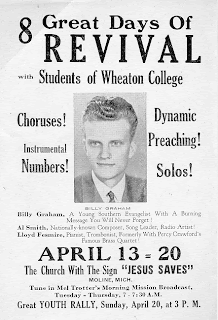 8 Great Days Of
REVIVAL
with Students of Wheaton College
Choruses!
Dynamic
Preaching!
Instrumental
Numbers!
Solos!
BILLY GRAHAM
Billy Graham, A Young Southern Evangelist With A Burning
Message You Will Never Forget!
Al Smith, Nationally-known Composer, Song Leader, Radio Artist!
Lloyd Fesmire, Pianist, Trombonist, Formerly With Percy Crawford's
Famous Brass Quartet!
APRIL 13 = 20
The Church With The Sign "JESUS SAVES"
MOLINE, MICH.
Tune in Mel Trotter's Morning Mission Broadcast,
Tuesday - Thursday, 7 - 7:30 A.M.
Great YOUTH RALLY, Sunday, April 20, at 3 P. M.